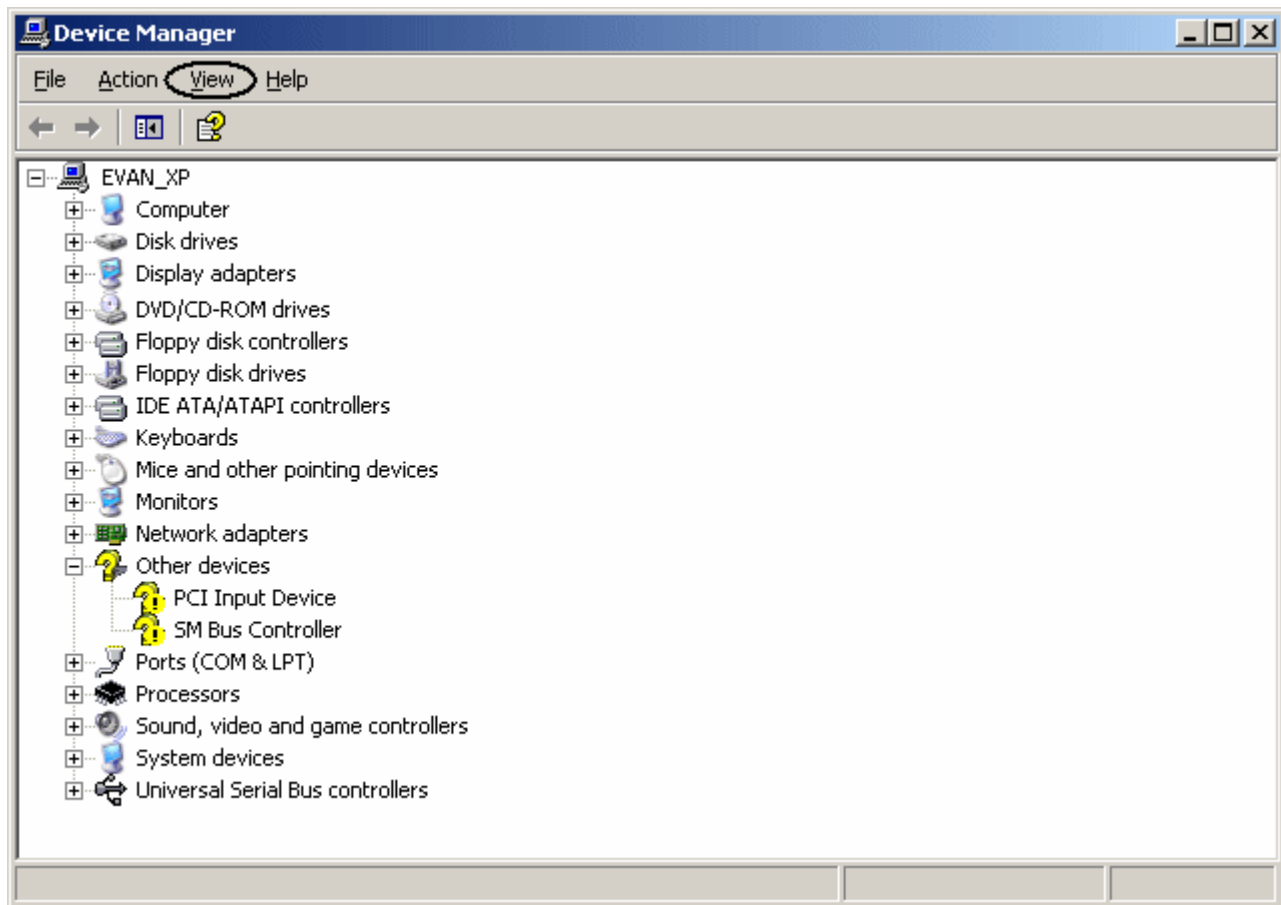 Device Manager
File Action View Help
EVAN_XP
Computer
Disk drives
Display adapters
DVD/CD-ROM drives
Floppy disk controllers
Floppy disk drives
IDE ATA/ATAPI controllers
Keyboards
Mice and other pointing devices
Monitors
Network adapters
Other devices
PCI Input Device
SM Bus Controller
Ports (COM & LPT)
Processors
Sound, video and game controllers
System devices
Universal Serial Bus controllers